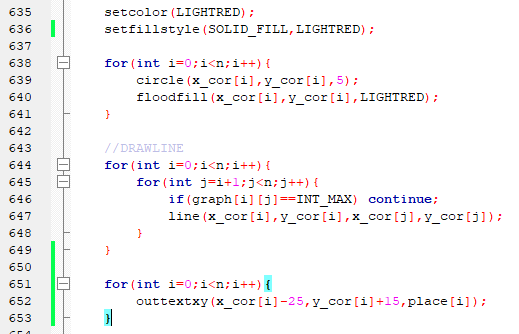 635 setcolor(LIGHTRED);
636 setfillstyle(SOLID_FILL,LIGHTRED);
637
638 for(int i=0;i<n;i++){
639 circle(x_cor[i],y_cor[i],5);
640 floodfill(x_cor[i],y_cor[i],LIGHTRED);
641 }
642
643 //DRAWLINE
644 for(int i=0;i<n;i++){
645 for(int j=i+1;j<n;j++){
646 if(graph[i][j]==INT_MAX) continue;
647 line(x_cor[i],y_cor[i],x_cor[j],y_cor[j]);
648 }
649 }
650
651 for(int i=0;i<n;i++){
652 outtextxy(x_cor[i]-25,y_cor[i]+15,place[i]);
653 }